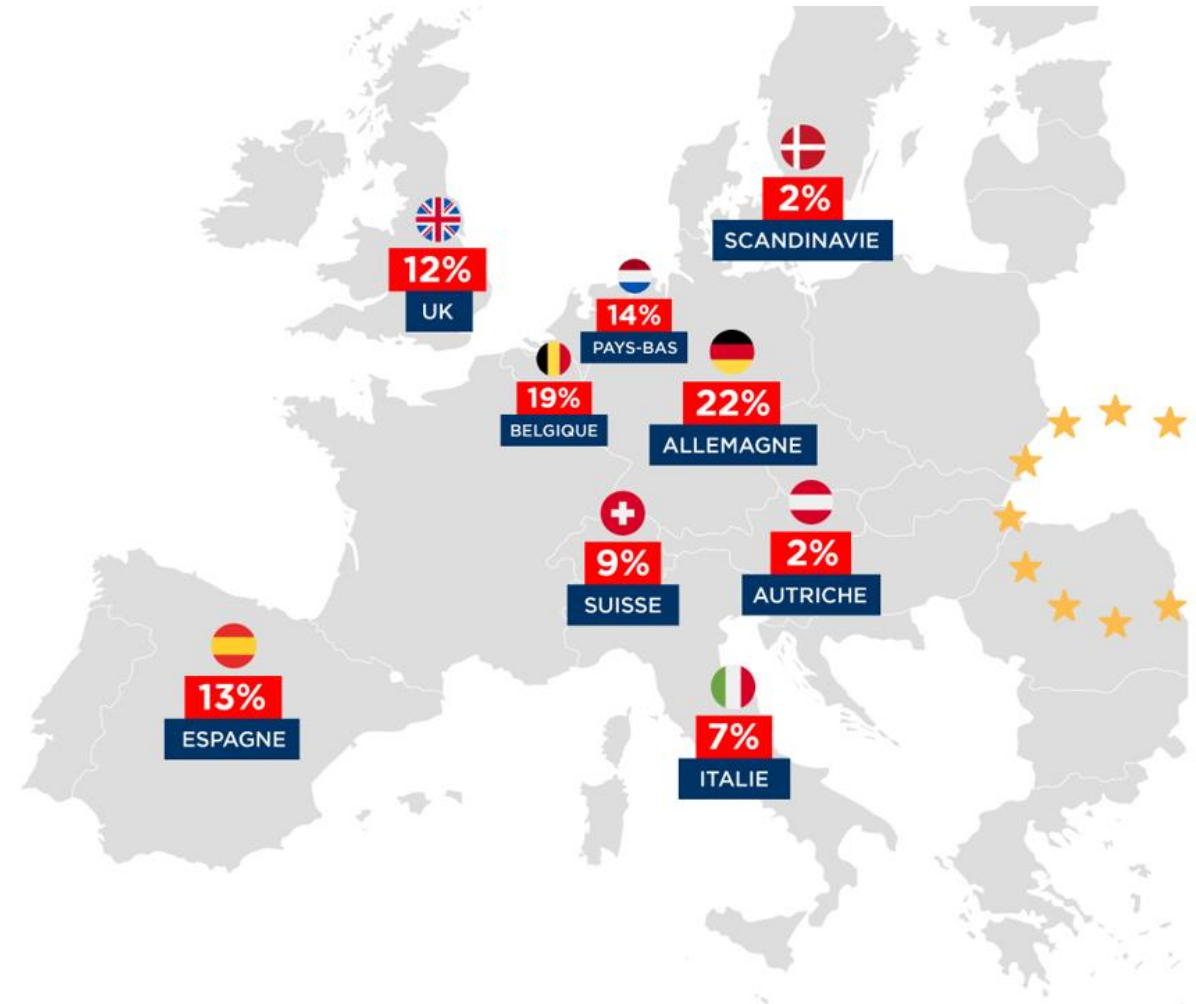 2%
SCANDINAVIE
12%
UK
14%
PAYS-BAS
19%
BELGIQUE
22%
ALLEMAGNE
9%
SUISSE
2%
AUTRICHE
13%
ESPAGNE
7%
ITALIE